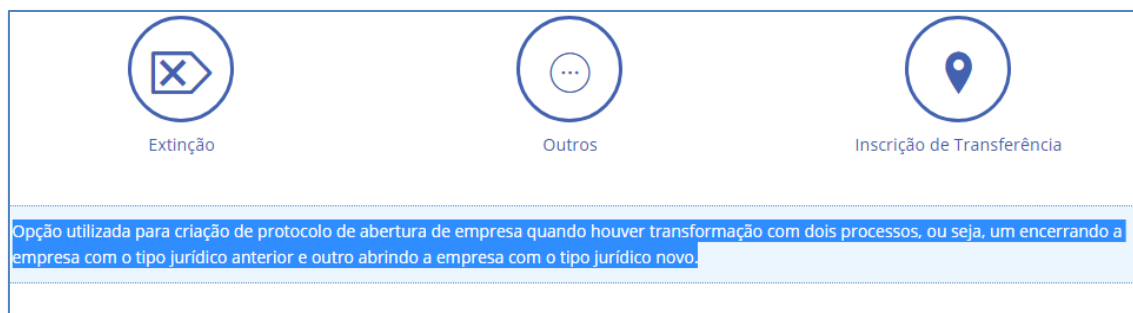 Extinção
Outros
Inscrição de Transferência
Opção utilizada para criação de protocolo de abertura de empresa quando houver transformação com dois processos, ou seja, um encerrando a
empresa com o tipo jurídico anterior e outro abrindo a empresa com o tipo jurídico novo.